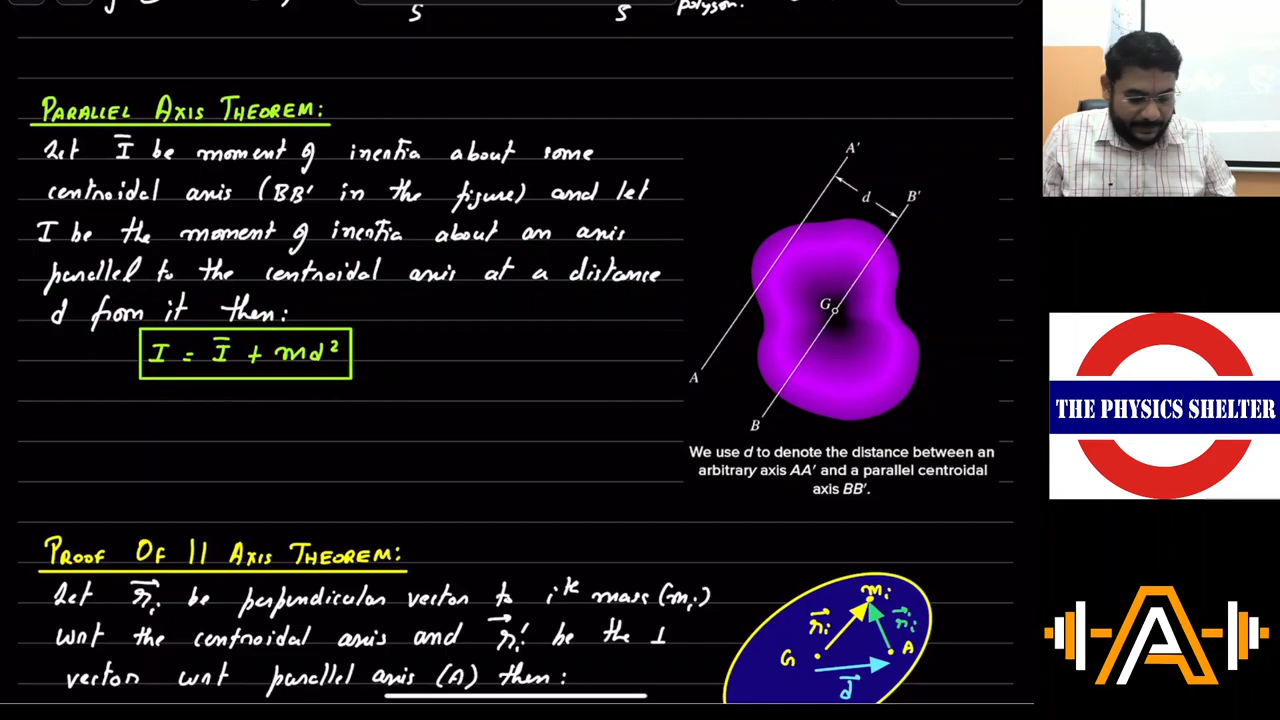 polygon.
PARALLEL AXIS THEOREM:
Let I̅ be moment of inertia about some
centroidal axis (BB' in the figure) and let
I be the moment of inertia about an axis
parallel to the centroidal axis at a distance
d from it then:
I = I̅ + md²
A'
d
B'
G
A
B
We use d to denote the distance between an
arbitrary axis AA′ and a parallel centroidal
axis BB′.
PROOF OF || AXIS THEOREM:
Let r⃗ᵢ be perpendicular vector to iᵗʰ mass (mᵢ)
wrt the centroidal axis and r⃗ᵢ' be the ⊥
vector wrt parallel axis (A) then:
mᵢ
r⃗ᵢ
r⃗ᵢ'
G
A
d⃗
THE PHYSICS SHELTER